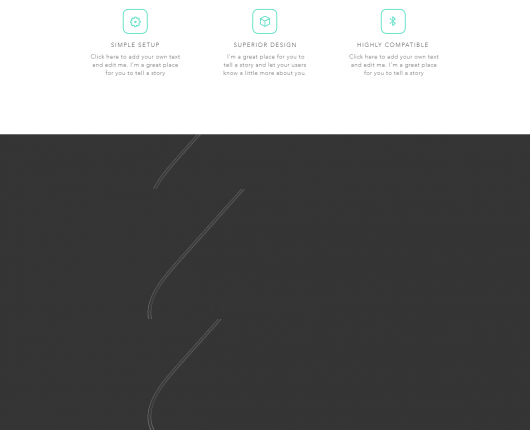 SIMPLE SETUP
Click here to add your own text
and edit me. I'm a great place
for you to tell a story
SUPERIOR DESIGN
I'm a great place for you to
tell a story and let your users
know a little more about you.
HIGHLY COMPATIBLE
Click here to add your own text
and edit me. I'm a great place
for you to tell a story